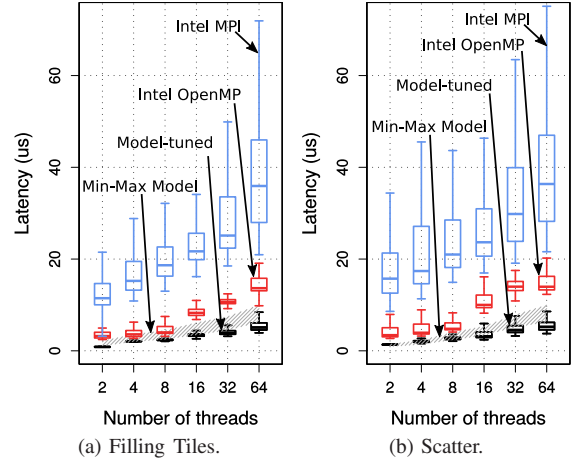 Intel MPI
Intel OpenMP
Model-tuned
Min-Max Model
Latency (us)
60
40
20
0
2 4 8 16 32 64
Number of threads
(a) Filling Tiles.
Intel MPI
Intel OpenMP
Model-tuned
Min-Max Model
Latency (us)
60
40
20
0
2 4 8 16 32 64
Number of threads
(b) Scatter.